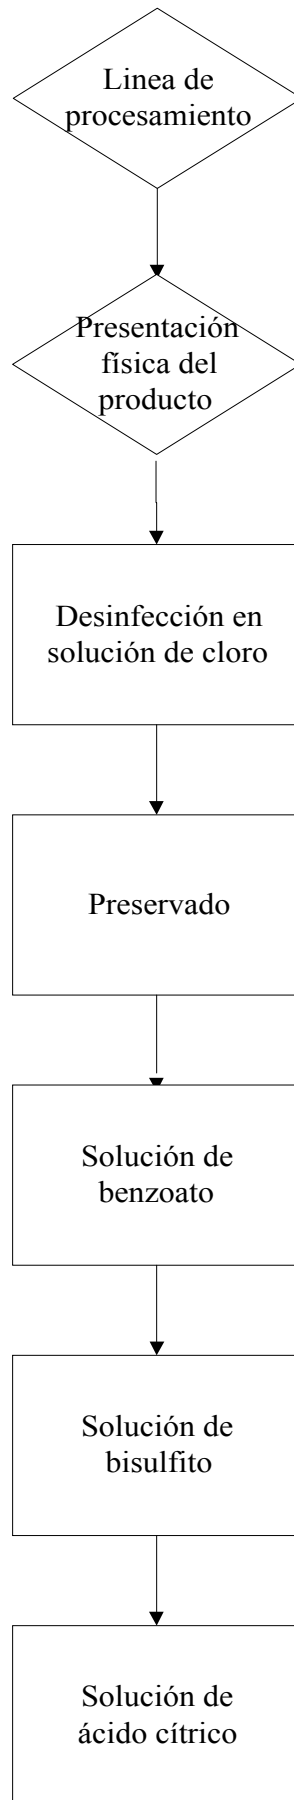 Linea de
procesamiento
Presentación
física del
producto
Desinfección en
solución de cloro
Preservado
Solución de
benzoato
Solución de
bisulfito
Solución de
ácido cítrico